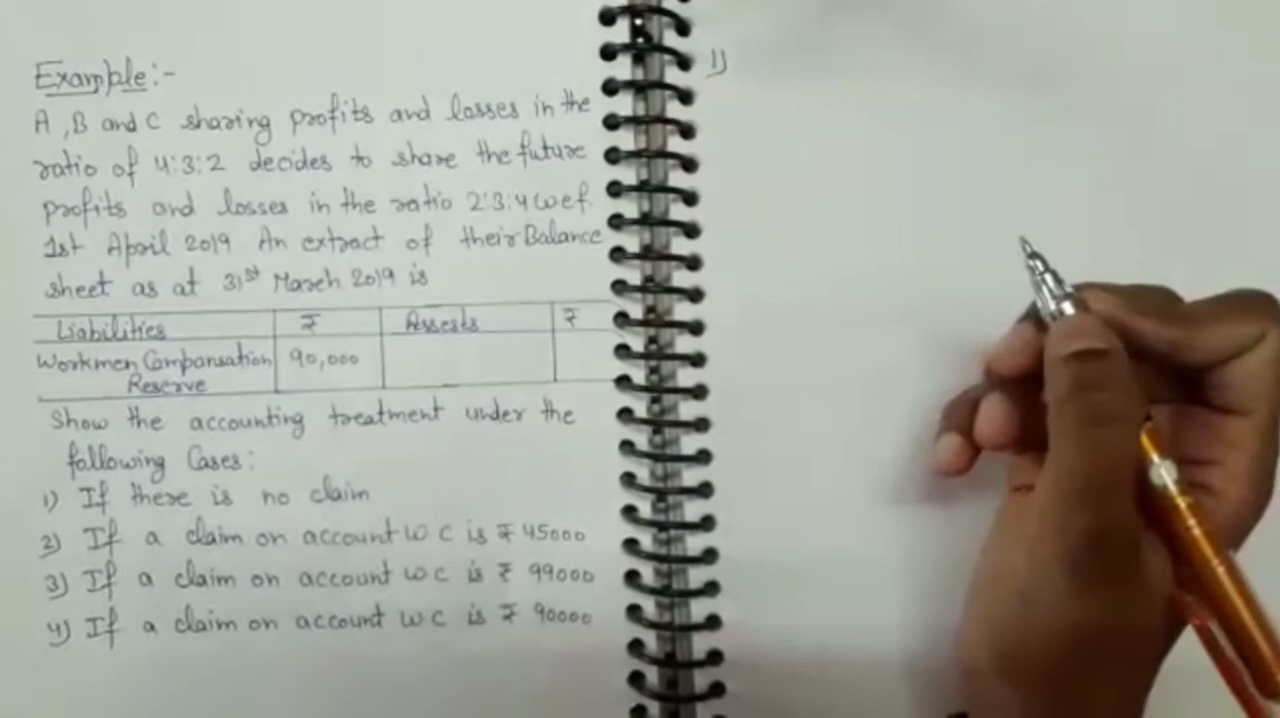 Example:-
A, B and C sharing profits and losses in the
ratio of 4:3:2 decides to share the future
profits and losses in the ratio 2:3:4 wef.
1st April 2019 An extract of their Balance
sheet as at 31st March 2019 is
Liabilities ₹ Assests ₹
Workmen Compansation 90,000
Reserve
Show the accounting treatment under the
following Cases:
1) If there is no claim
2) If a claim on account w c is ₹ 45000
3) If a claim on account wc is ₹ 99000
4) If a claim on account wc is ₹ 90000
1)